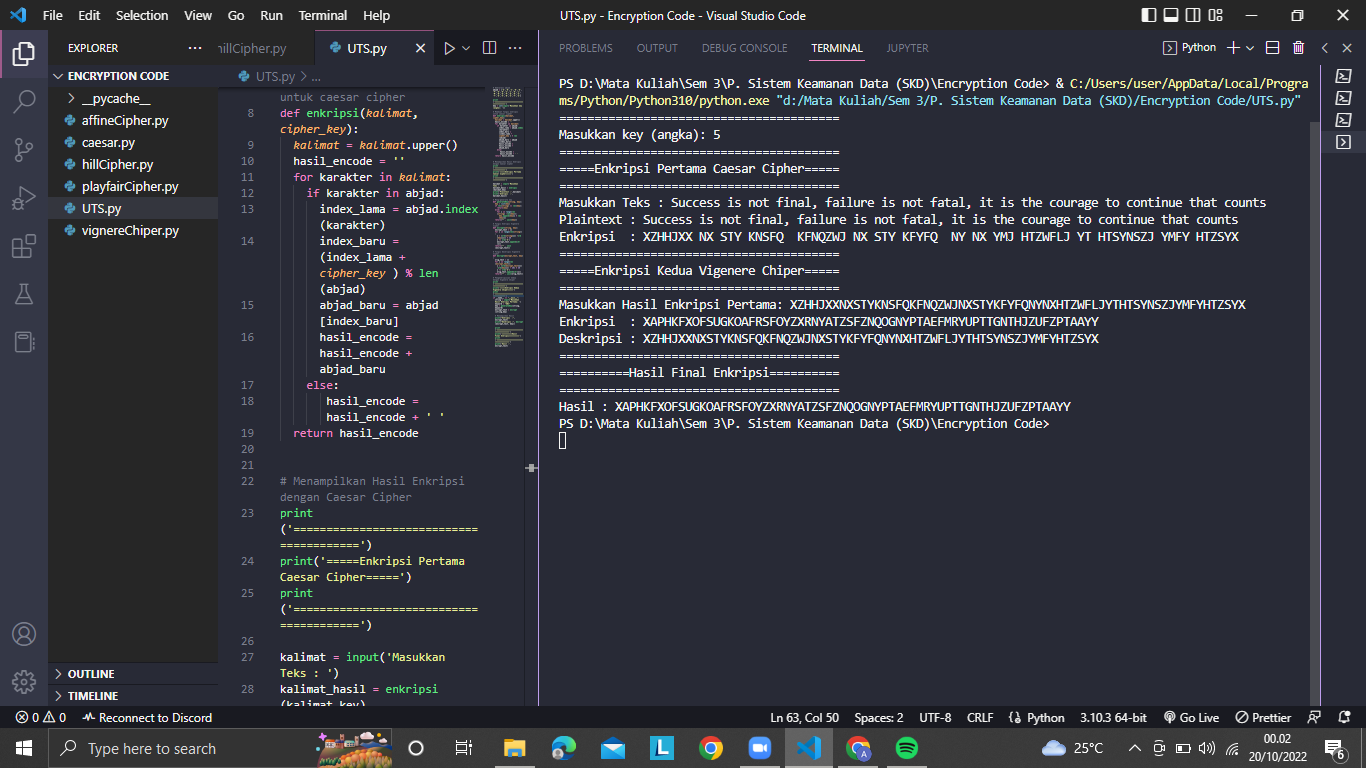 File Edit Selection View Go Run Terminal Help
UTS.py - Encryption Code - Visual Studio Code
EXPLORER
ENCRYPTION CODE
__pycache__
affineCipher.py
caesar.py
hillCipher.py
playfairCipher.py
UTS.py
vignereChiper.py
OUTLINE
TIMELINE
hillCipher.py UTS.py
UTS.py > ...
untuk caesar cipher
8 def enkripsi(kalimat,
cipher_key):
9 kalimat = kalimat.upper()
10 hasil_encode = ''
11 for karakter in kalimat:
12 if karakter in abjad:
13 index_lama = abjad.index
(karakter)
14 index_baru =
(index_lama +
cipher_key ) % len
(abjad)
15 abjad_baru = abjad
[index_baru]
16 hasil_encode =
hasil_encode +
abjad_baru
17 else:
18 hasil_encode =
hasil_encode + ' '
19 return hasil_encode
20
21
22 # Menampilkan Hasil Enkripsi
dengan Caesar Cipher
23 print
('============================
============')
24 print('=====Enkripsi Pertama
Caesar Cipher=====')
25 print
('============================
============')
26
27 kalimat = input('Masukkan
Teks : ')
28 kalimat_hasil = enkripsi
(kalimat,key)
PROBLEMS OUTPUT DEBUG CONSOLE TERMINAL JUPYTER
Python
PS D:\Mata Kuliah\Sem 3\P. Sistem Keamanan Data (SKD)\Encryption Code> & C:/Users/user/AppData/Local/Progra
ms/Python/Python310/python.exe "d:/Mata Kuliah/Sem 3/P. Sistem Keamanan Data (SKD)/Encryption Code/UTS.py"
========================================
Masukkan key (angka): 5
========================================
=====Enkripsi Pertama Caesar Cipher=====
========================================
Masukkan Teks : Success is not final, failure is not fatal, it is the courage to continue that counts
Plaintext : Success is not final, failure is not fatal, it is the courage to continue that counts
Enkripsi  : XZHHJXX NX STY KNSFQ  KFNQZWJ NX STY KFYFQ  NY NX YMJ HTZWFLJ YT HTSYNSZJ YMFY HTZSYX
========================================
=====Enkripsi Kedua Vigenere Chiper=====
========================================
Masukkan Hasil Enkripsi Pertama: XZHHJXXNXSTYKNSFQKFNQZWJNXSTYKFYFQNYNXHTZWFLJYTHTSYNSZJYMFYHTZSYX
Enkripsi  : XAPHKFXOFSUGKOAFRSFOYZXRNYATZSFZNQOGNYPTAEFMRYUPTTGNTHJZUFZPTAAYY
Deskripsi : XZHHJXXNXSTYKNSFQKFNQZWJNXSTYKFYFQNYNXHTZWFLJYTHTSYNSZJYMFYHTZSYX
========================================
==========Hasil Final Enkripsi==========
========================================
Hasil : XAPHKFXOFSUGKOAFRSFOYZXRNYATZSFZNQOGNYPTAEFMRYUPTTGNTHJZUFZPTAAYY
PS D:\Mata Kuliah\Sem 3\P. Sistem Keamanan Data (SKD)\Encryption Code>
0 0 Reconnect to Discord
Ln 63, Col 50 Spaces: 2 UTF-8 CRLF Python 3.10.3 64-bit Go Live Prettier
Type here to search
25°C
00.02
20/10/2022
6